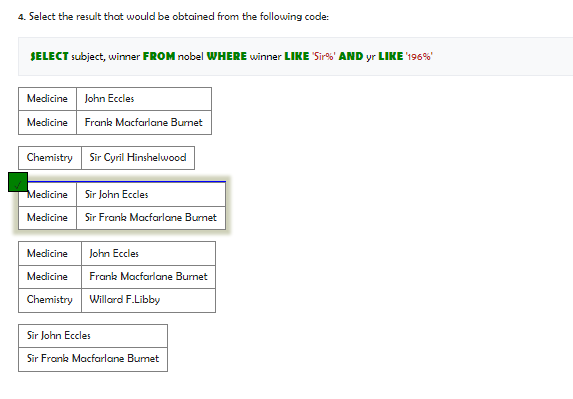 4. Select the result that would be obtained from the following code:
SELECT subject, winner FROM nobel WHERE winner LIKE 'Sir%' AND yr LIKE '196%'
Medicine John Eccles
Medicine Frank Macfarlane Burnet
Chemistry Sir Cyril Hinshelwood
Medicine Sir John Eccles
Medicine Sir Frank Macfarlane Burnet
Medicine John Eccles
Medicine Frank Macfarlane Burnet
Chemistry Willard F.Libby
Sir John Eccles
Sir Frank Macfarlane Burnet